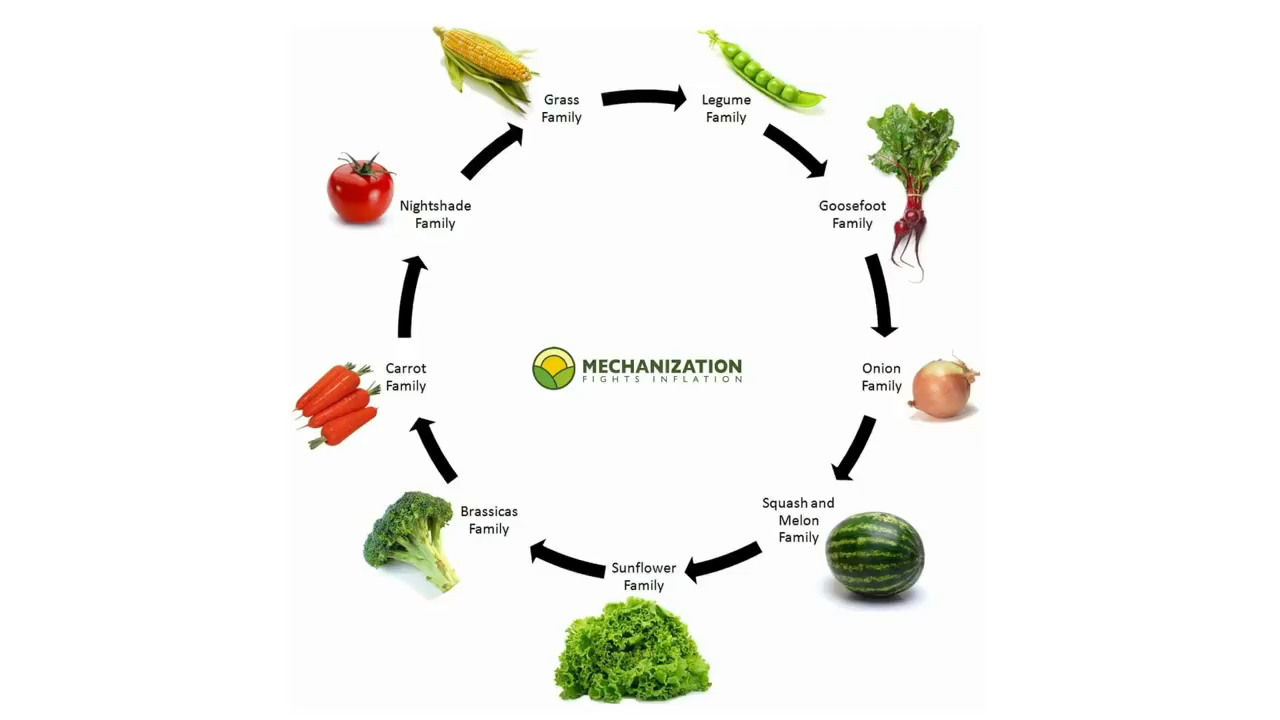 Grass
Family
Legume
Family
Goosefoot
Family
Onion
Family
Squash and
Melon
Family
Sunflower
Family
Brassicas
Family
Carrot
Family
Nightshade
Family
MECHANIZATION
FIGHTS INFLATION